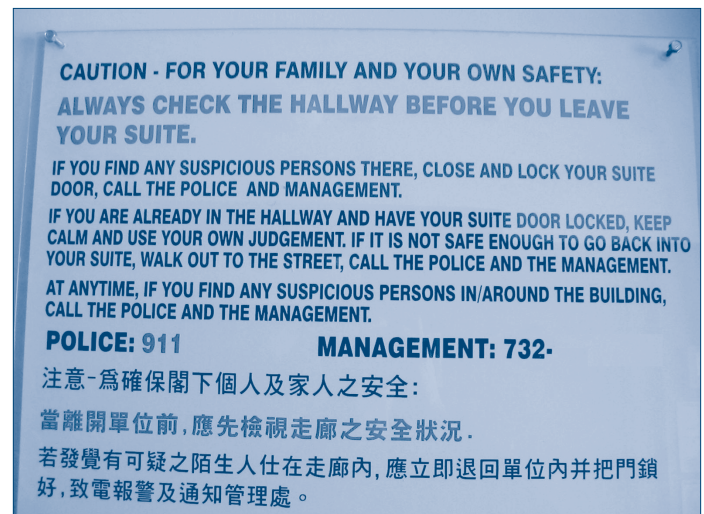 CAUTION - FOR YOUR FAMILY AND YOUR OWN SAFETY:
ALWAYS CHECK THE HALLWAY BEFORE YOU LEAVE
YOUR SUITE.
IF YOU FIND ANY SUSPICIOUS PERSONS THERE, CLOSE AND LOCK YOUR SUITE
DOOR, CALL THE POLICE AND MANAGEMENT.
IF YOU ARE ALREADY IN THE HALLWAY AND HAVE YOUR SUITE DOOR LOCKED, KEEP
CALM AND USE YOUR OWN JUDGEMENT. IF IT IS NOT SAFE ENOUGH TO GO BACK INTO
YOUR SUITE, WALK OUT TO THE STREET, CALL THE POLICE AND THE MANAGEMENT.
AT ANYTIME, IF YOU FIND ANY SUSPICIOUS PERSONS IN/AROUND THE BUILDING,
CALL THE POLICE AND THE MANAGEMENT.
POLICE: 911 MANAGEMENT: 732-
注意-爲確保閣下個人及家人之安全:
當離開單位前,應先檢視走廊之安全狀況.
若發覺有可疑之陌生人仕在走廊內,應立即退回單位內并把門鎖
好,致電報警及通知管理處。